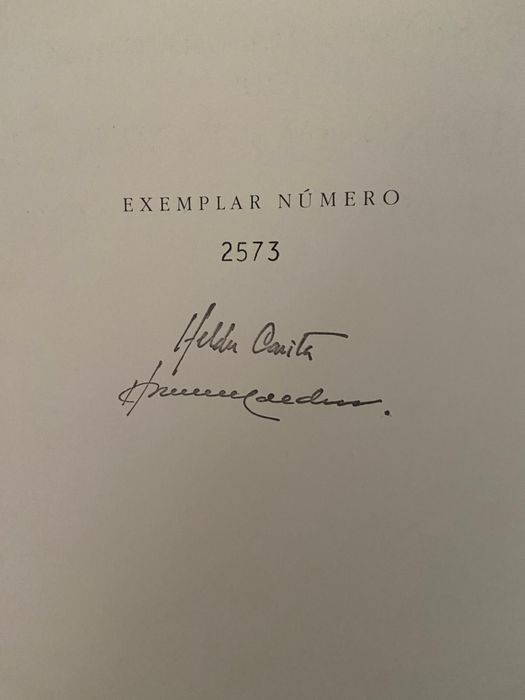 EXEMPLAR NÚMERO
2573
Helder Carita